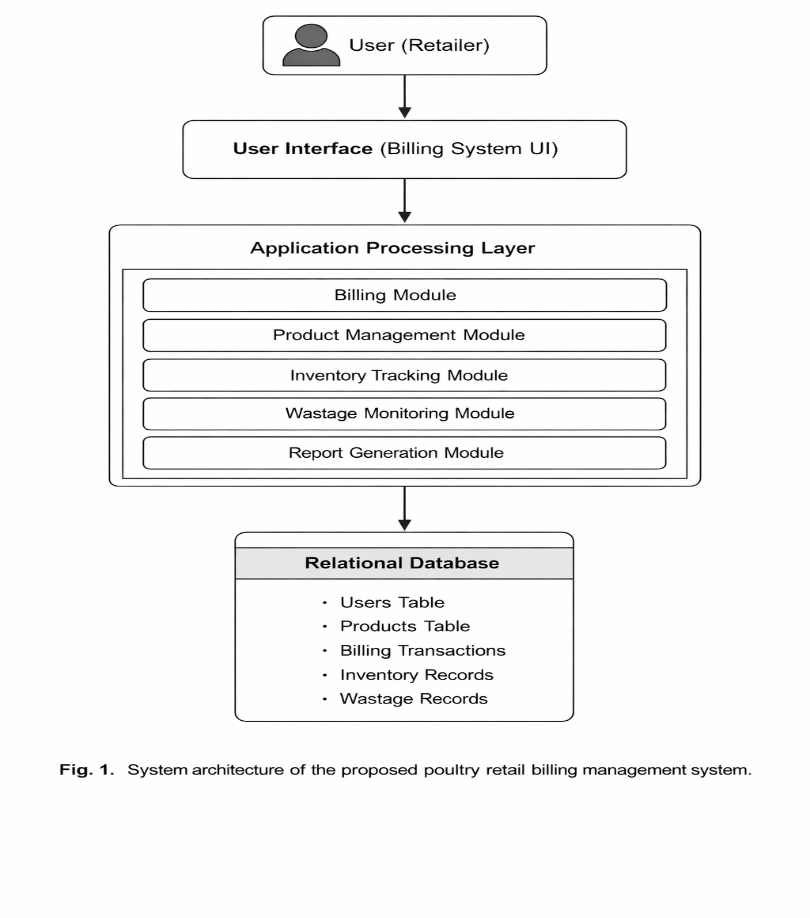 User (Retailer)
User Interface (Billing System UI)
Application Processing Layer
Billing Module
Product Management Module
Inventory Tracking Module
Wastage Monitoring Module
Report Generation Module
Relational Database
· Users Table
· Products Table
· Billing Transactions
· Inventory Records
· Wastage Records
Fig. 1. System architecture of the proposed poultry retail billing management system.